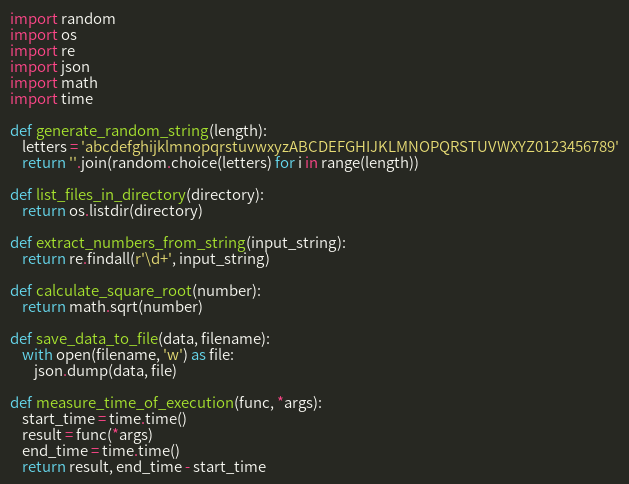 import random
import os
import re
import json
import math
import time

def generate_random_string(length):
    letters = 'abcdefghijklmnopqrstuvwxyzABCDEFGHIJKLMNOPQRSTUVWXYZ0123456789'
    return ''.join(random.choice(letters) for i in range(length))

def list_files_in_directory(directory):
    return os.listdir(directory)

def extract_numbers_from_string(input_string):
    return re.findall(r'\d+', input_string)

def calculate_square_root(number):
    return math.sqrt(number)

def save_data_to_file(data, filename):
    with open(filename, 'w') as file:
        json.dump(data, file)

def measure_time_of_execution(func, *args):
    start_time = time.time()
    result = func(*args)
    end_time = time.time()
    return result, end_time - start_time